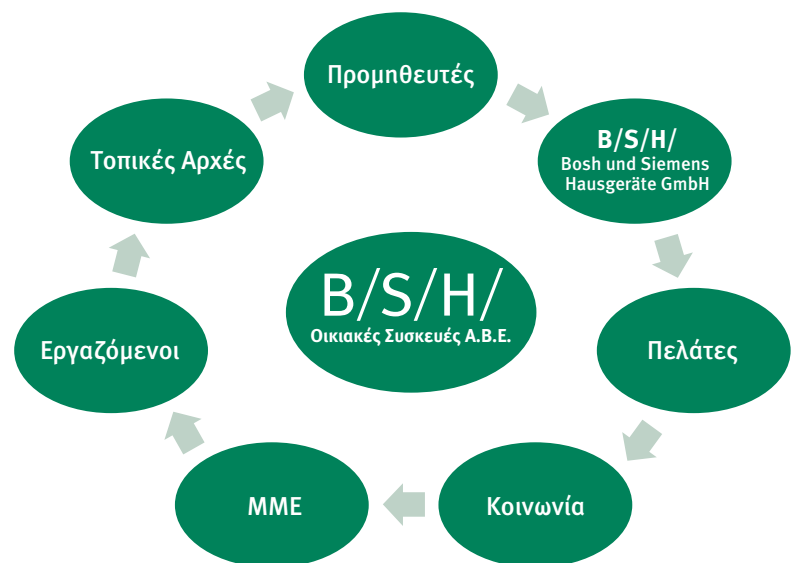 Προμηθευτές
B/S/H/
Bosh und Siemens
Hausgeräte GmbH
Πελάτες
Κοινωνία
ΜΜΕ
Εργαζόμενοι
Τοπικές Αρχές
B/S/H/
Οικιακές Συσκευές Α.Β.Ε.